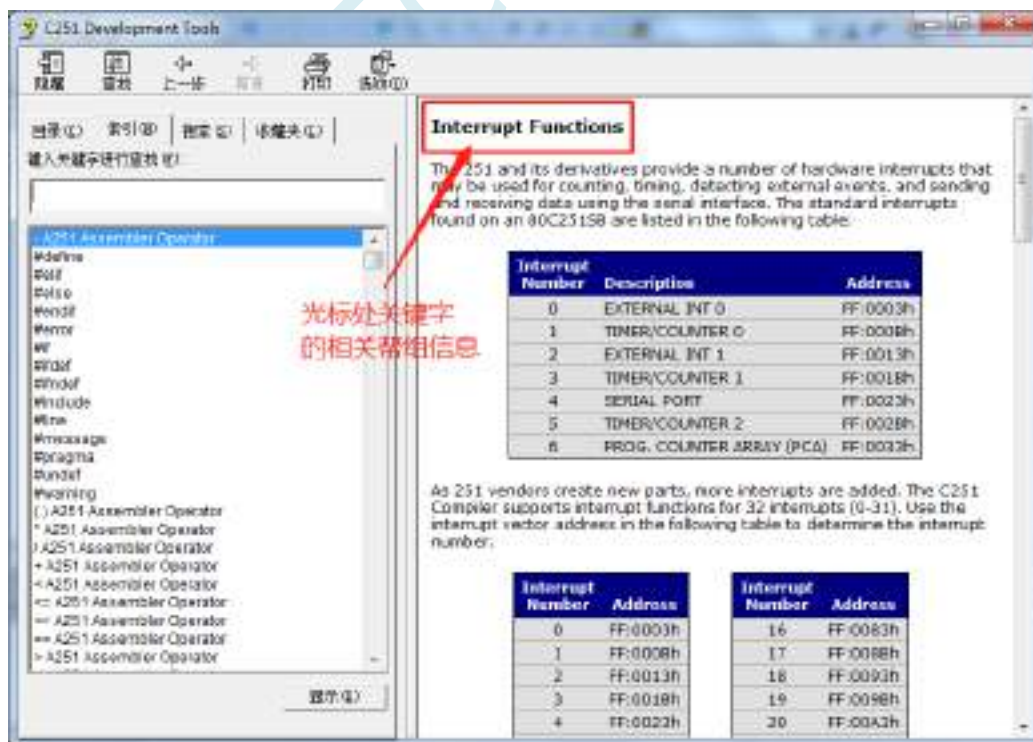 C251 Development Tools
隐藏 查找 上一步 前进 打印 选项(O)
目录(C) 索引(N) 搜索(S) 收藏夹(I)
键入关键字进行查找(W)
- A251 Assembler Operator
#define
#elif
#else
#endif
#error
#if
#ifdef
#ifndef
#include
#line
#message
#pragma
#undef
#warning
( ) A251 Assembler Operator
* A251 Assembler Operator
/ A251 Assembler Operator
+ A251 Assembler Operator
< A251 Assembler Operator
<= A251 Assembler Operator
A251 Assembler Operator
== A251 Assembler Operator
> A251 Assembler Operator
显示(D)
光标处关键字
的相关帮组信息
Interrupt Functions
The 251 and its derivatives provide a number of hardware interrupts that
may be used for counting, timing, detecting external events, and sending
and receiving data using the serial interface. The standard interrupts
found on an 80C251SB are listed in the following table:
Interrupt
Number Description Address
0 EXTERNAL INT 0 FF:0003h
1 TIMER/COUNTER 0 FF:000Bh
2 EXTERNAL INT 1 FF:0013h
3 TIMER/COUNTER 1 FF:001Bh
4 SERIAL PORT FF:0023h
5 TIMER/COUNTER 2 FF:002Bh
6 PROG. COUNTER ARRAY (PCA) FF:0033h
As 251 vendors create new parts, more interrupts are added. The C251
Compiler supports interrupt functions for 32 interrupts (0-31). Use the
interrupt vector address in the following table to determine the interrupt
number.
Interrupt Interrupt
Number Address Number Address
0 FF:0003h 16 FF:0083h
1 FF:000Bh 17 FF:008Bh
2 FF:0013h 18 FF:0093h
3 FF:001Bh 19 FF:009Bh
4 FF:0023h 20 FF:00A3h